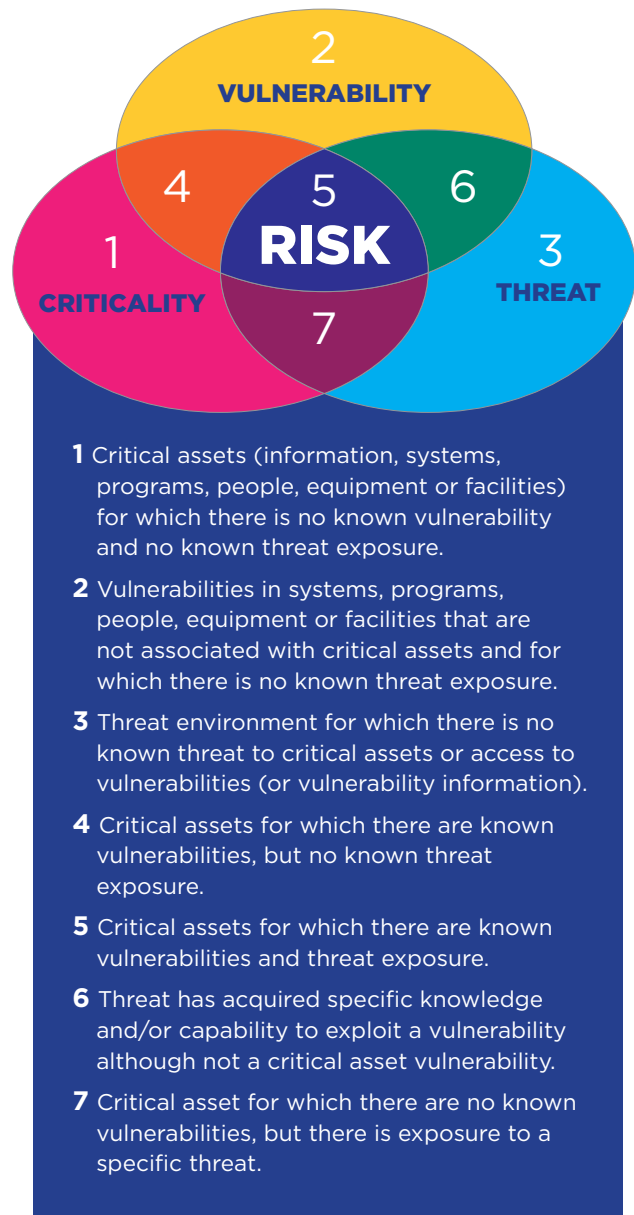 2
VULNERABILITY
4
5
6
RISK
1
CRITICALITY
3
THREAT
7
1 Critical assets (information, systems,
programs, people, equipment or facilities)
for which there is no known vulnerability
and no known threat exposure.
2 Vulnerabilities in systems, programs,
people, equipment or facilities that are
not associated with critical assets and for
which there is no known threat exposure.
3 Threat environment for which there is no
known threat to critical assets or access to
vulnerabilities (or vulnerability information).
4 Critical assets for which there are known
vulnerabilities, but no known threat
exposure.
5 Critical assets for which there are known
vulnerabilities and threat exposure.
6 Threat has acquired specific knowledge
and/or capability to exploit a vulnerability
although not a critical asset vulnerability.
7 Critical asset for which there are no known
vulnerabilities, but there is exposure to a
specific threat.